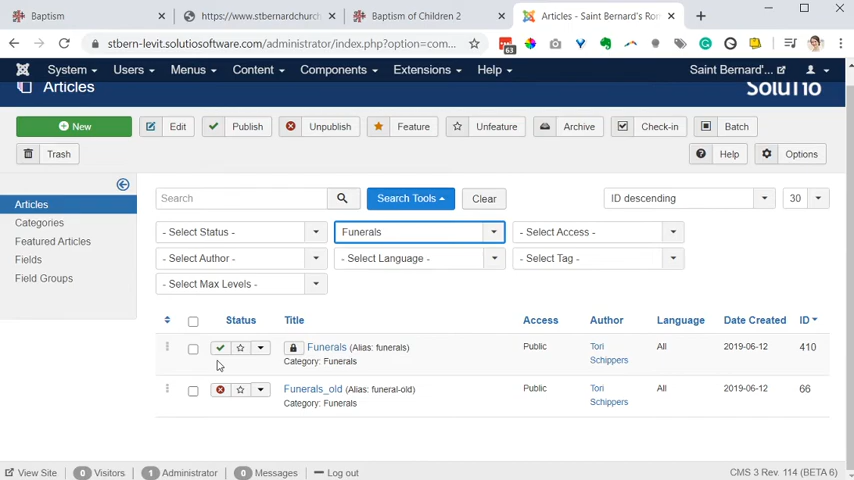 Baptism
https://www.stbernardchurch
Baptism of Children 2
Articles - Saint Bernard's Ro
stbern-levit.solutiosoftware.com/administrator/index.php?option=com...
63
System Users Menus Content Components Extensions Help
Saint Bernard'...
Articles
Solutio
New Edit Publish Unpublish Feature Unfeature Archive Check-in Batch
Trash
Help
Options
Articles
Categories
Featured Articles
Fields
Field Groups
Search
Search Tools
Clear
ID descending
30
- Select Status -
Funerals
- Select Access -
- Select Author -
- Select Language -
- Select Tag -
- Select Max Levels -
Status Title Access Author Language Date Created ID
Funerals (Alias: funerals)
Category: Funerals
Public
Tori
Schippers
All
2019-06-12
410
Funerals_old (Alias: funeral-old)
Category: Funerals
Public
Tori
Schippers
All
2019-06-12
66
View Site 0 Visitors 1 Administrator 0 Messages Log out
CMS 3 Rev. 114 (BETA 6)